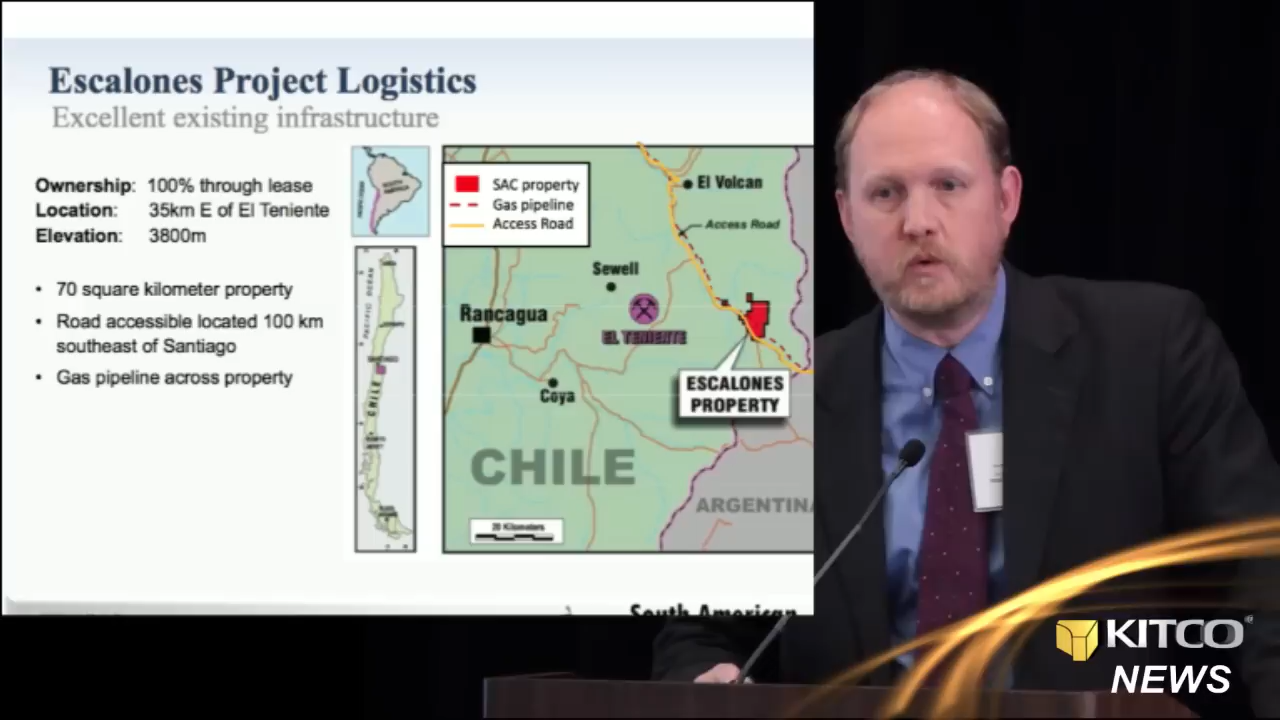 Escalones Project Logistics
Excellent existing infrastructure
Ownership: 100% through lease
Location: 35km E of El Teniente
Elevation: 3800m
• 70 square kilometer property
• Road accessible located 100 km
southeast of Santiago
• Gas pipeline across property
SAC property
Gas pipeline
Access Road
El Volcan
Access Road
Sewell
Rancagua
EL TENIENTE
ESCALONES
PROPERTY
Coya
CHILE
ARGENTINA
20 Kilometers
PACIFIC OCEAN
SANTIAGO
CHILE
South American
KITCO
NEWS